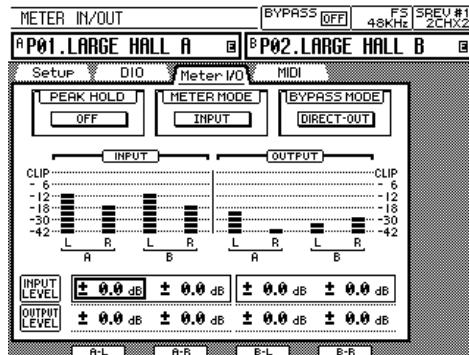 METER IN/OUT BYPASS OFF FS 48KHz SREV#1 2CHX2
A P01.LARGE HALL A E B P02.LARGE HALL B E
Setup DIO Meter I/O MIDI
PEAK HOLD METER MODE BYPASS MODE
OFF INPUT DIRECT-OUT
INPUT OUTPUT
CLIP CLIP
- 6 - 6
-12 -12
-18 -18
-30 -30
-42 -42
L R L R L R L R
A B A B
INPUT LEVEL ± 0.0 dB ± 0.0 dB ± 0.0 dB ± 0.0 dB
OUTPUT LEVEL ± 0.0 dB ± 0.0 dB ± 0.0 dB ± 0.0 dB
A-L A-R B-L B-R